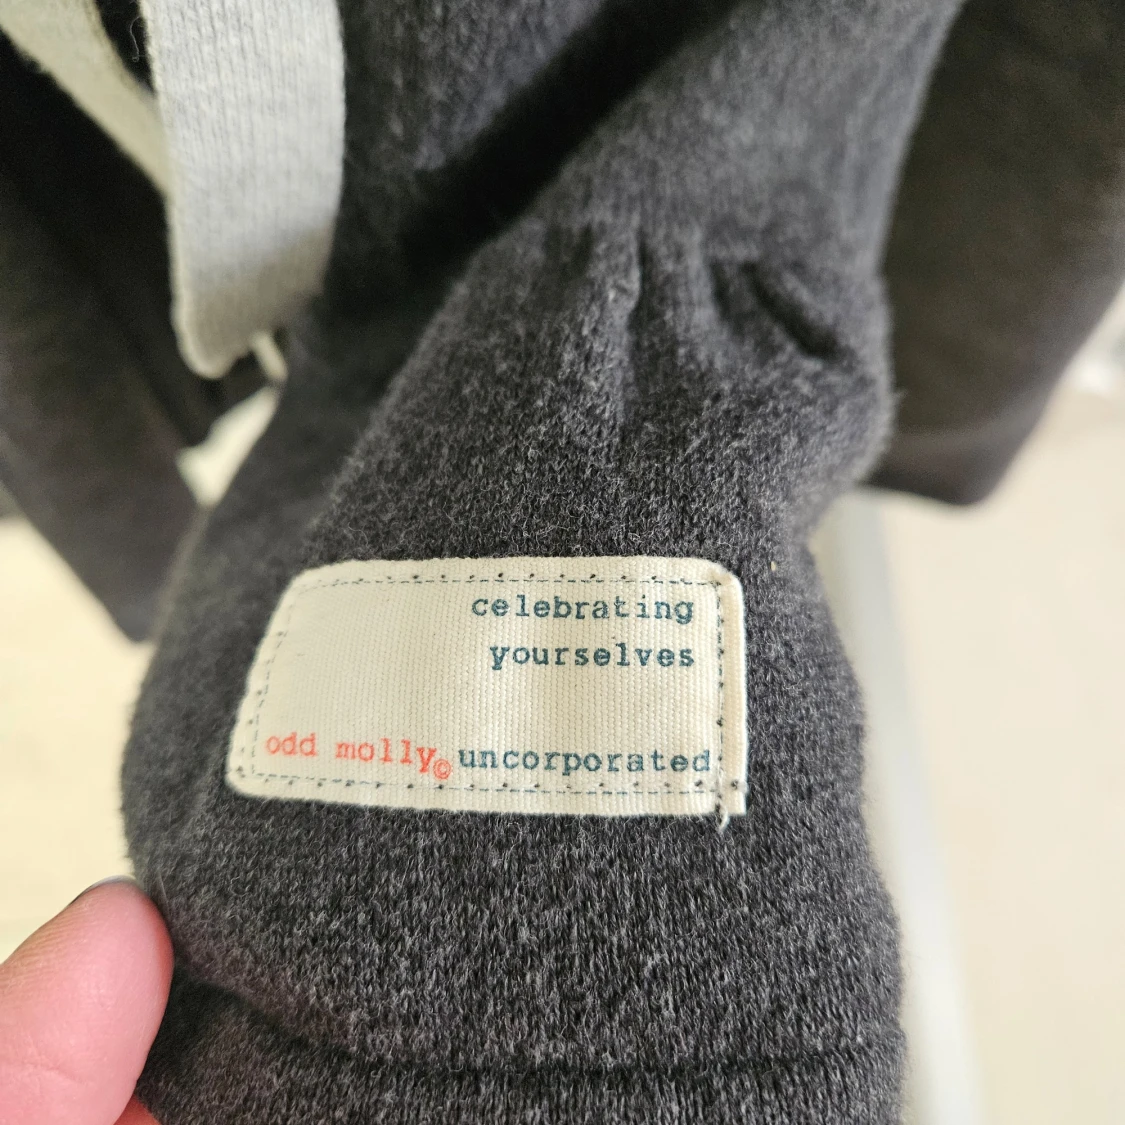 celebrating
yourselves
odd molly© uncorporated